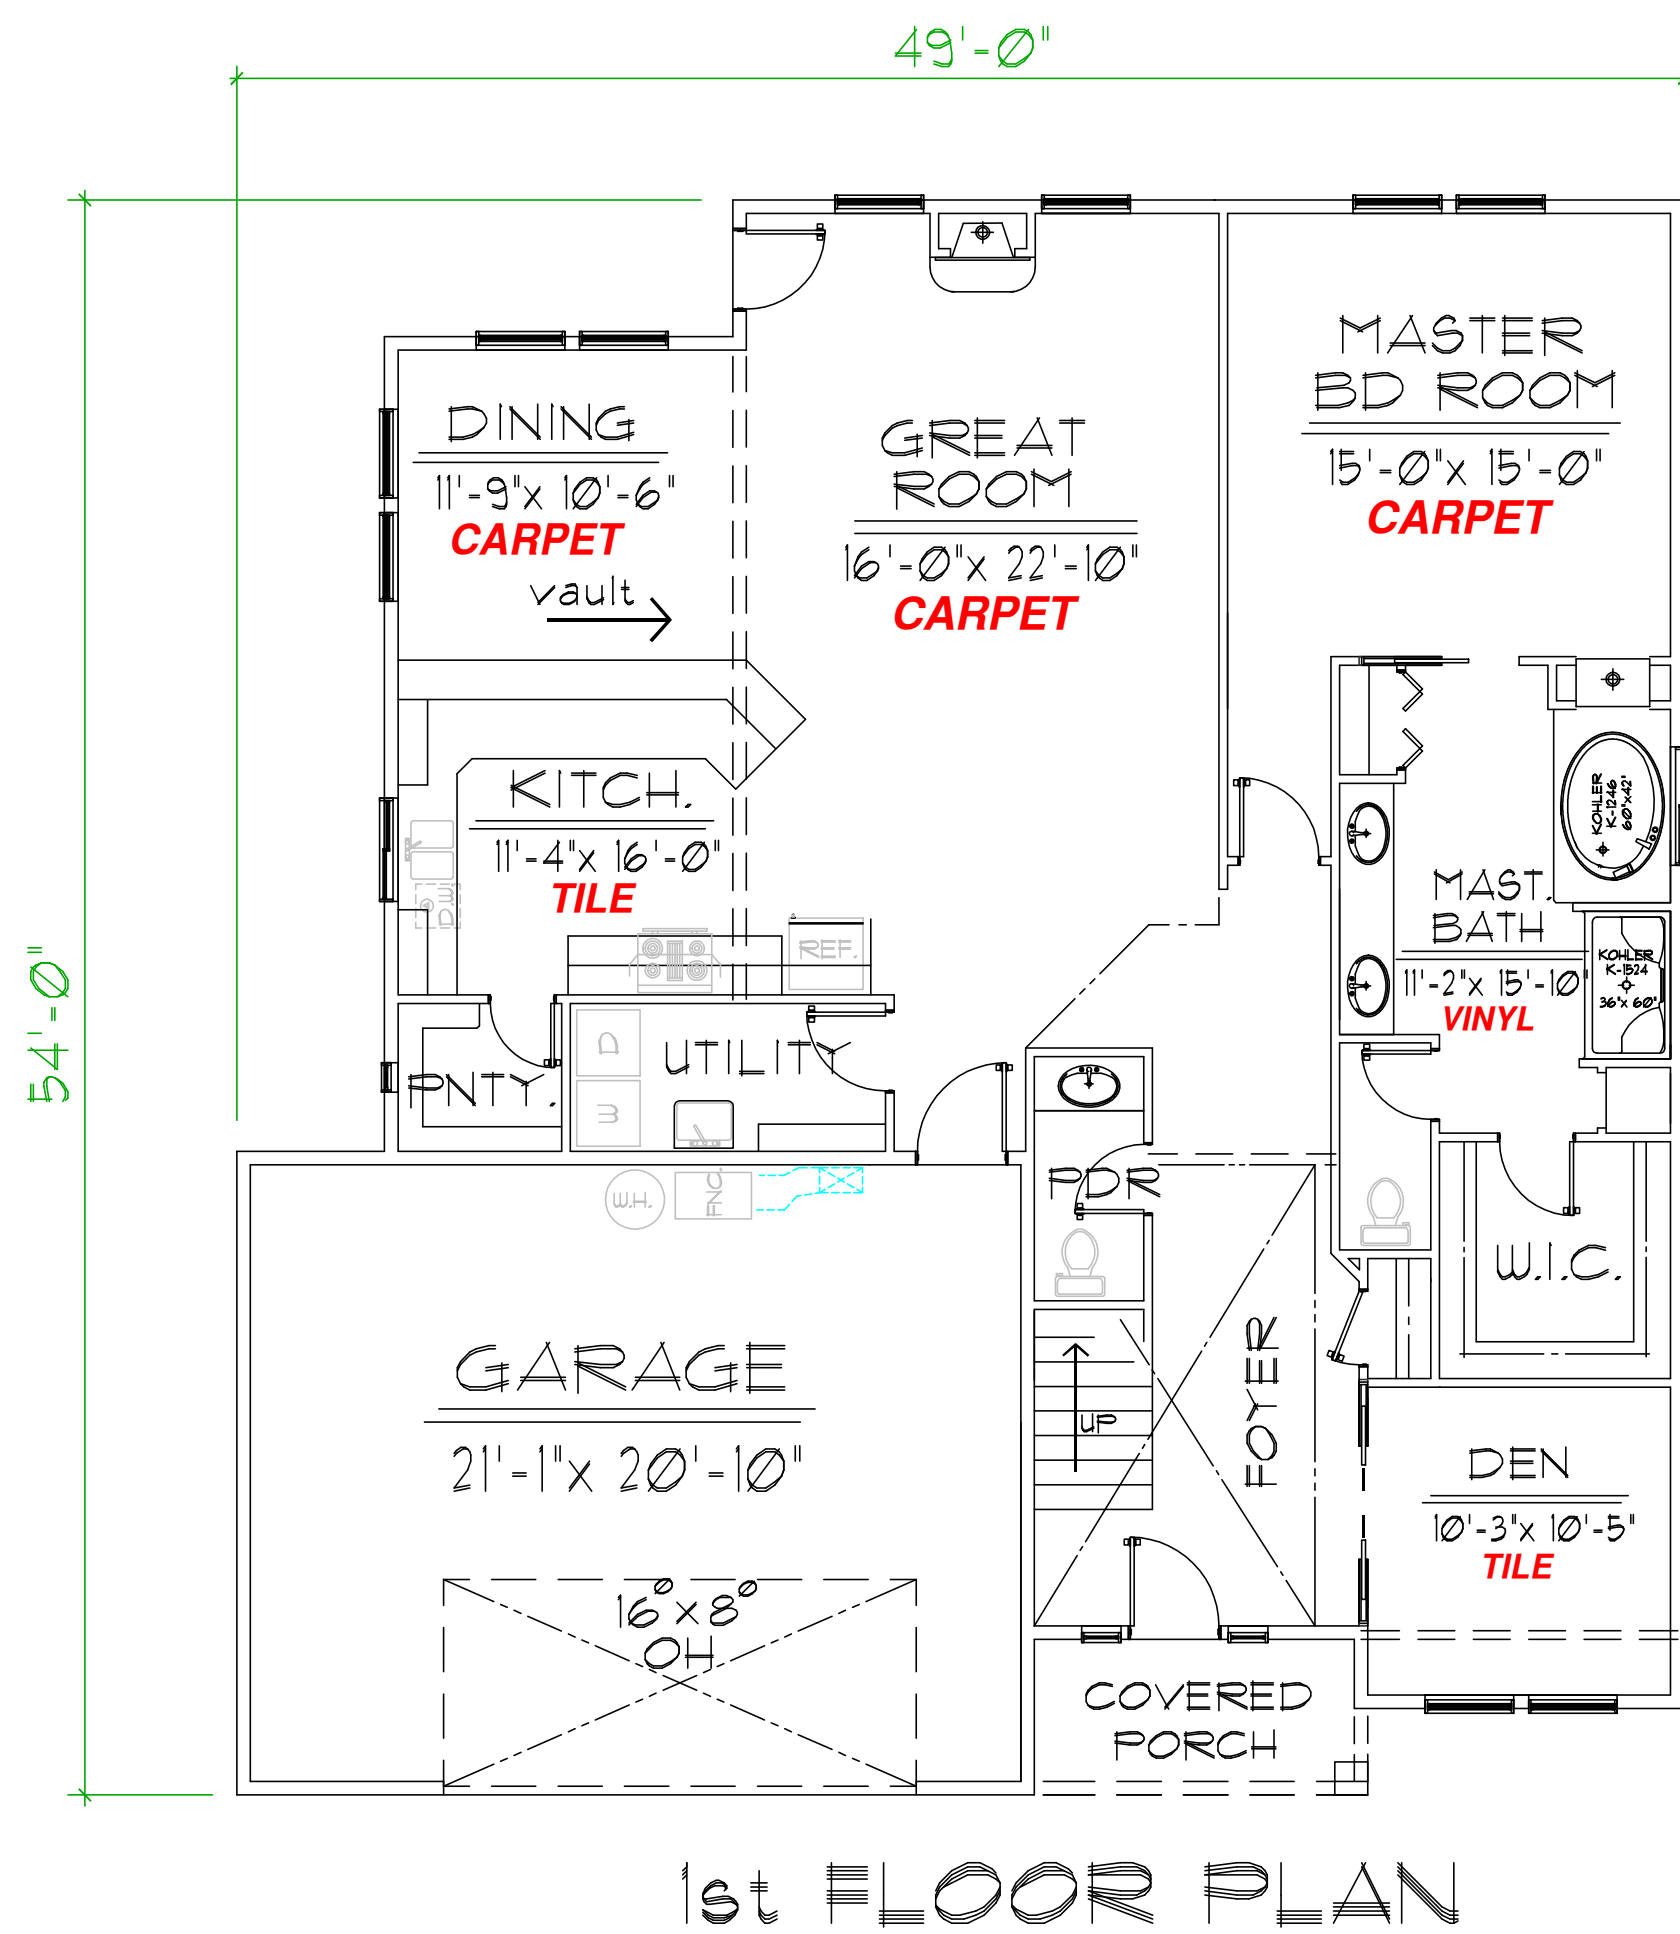 49'-0"
54'-0"
MASTER
BD ROOM
15'-0"x 15'-0"
CARPET
DINING
11'-9"x 10'-6"
CARPET
vault
GREAT
ROOM
16'-0"x 22'-10"
CARPET
KITCH.
11'-4"x 16'-0"
TILE
D.W.
REF.
KOHLER
K-1246
60"x42"
MAST.
BATH
11'-2"x 15'-10"
VINYL
KOHLER
K-1524
36"x 60"
PNTY.
D
W
UTILITY
W.H.
FNC.
PDR
W.I.C.
GARAGE
21'-1"x 20'-10"
UP
FOYER
DEN
10'-3"x 10'-5"
TILE
16⁰x8⁰
OH
COVERED
PORCH
1st FLOOR PLAN